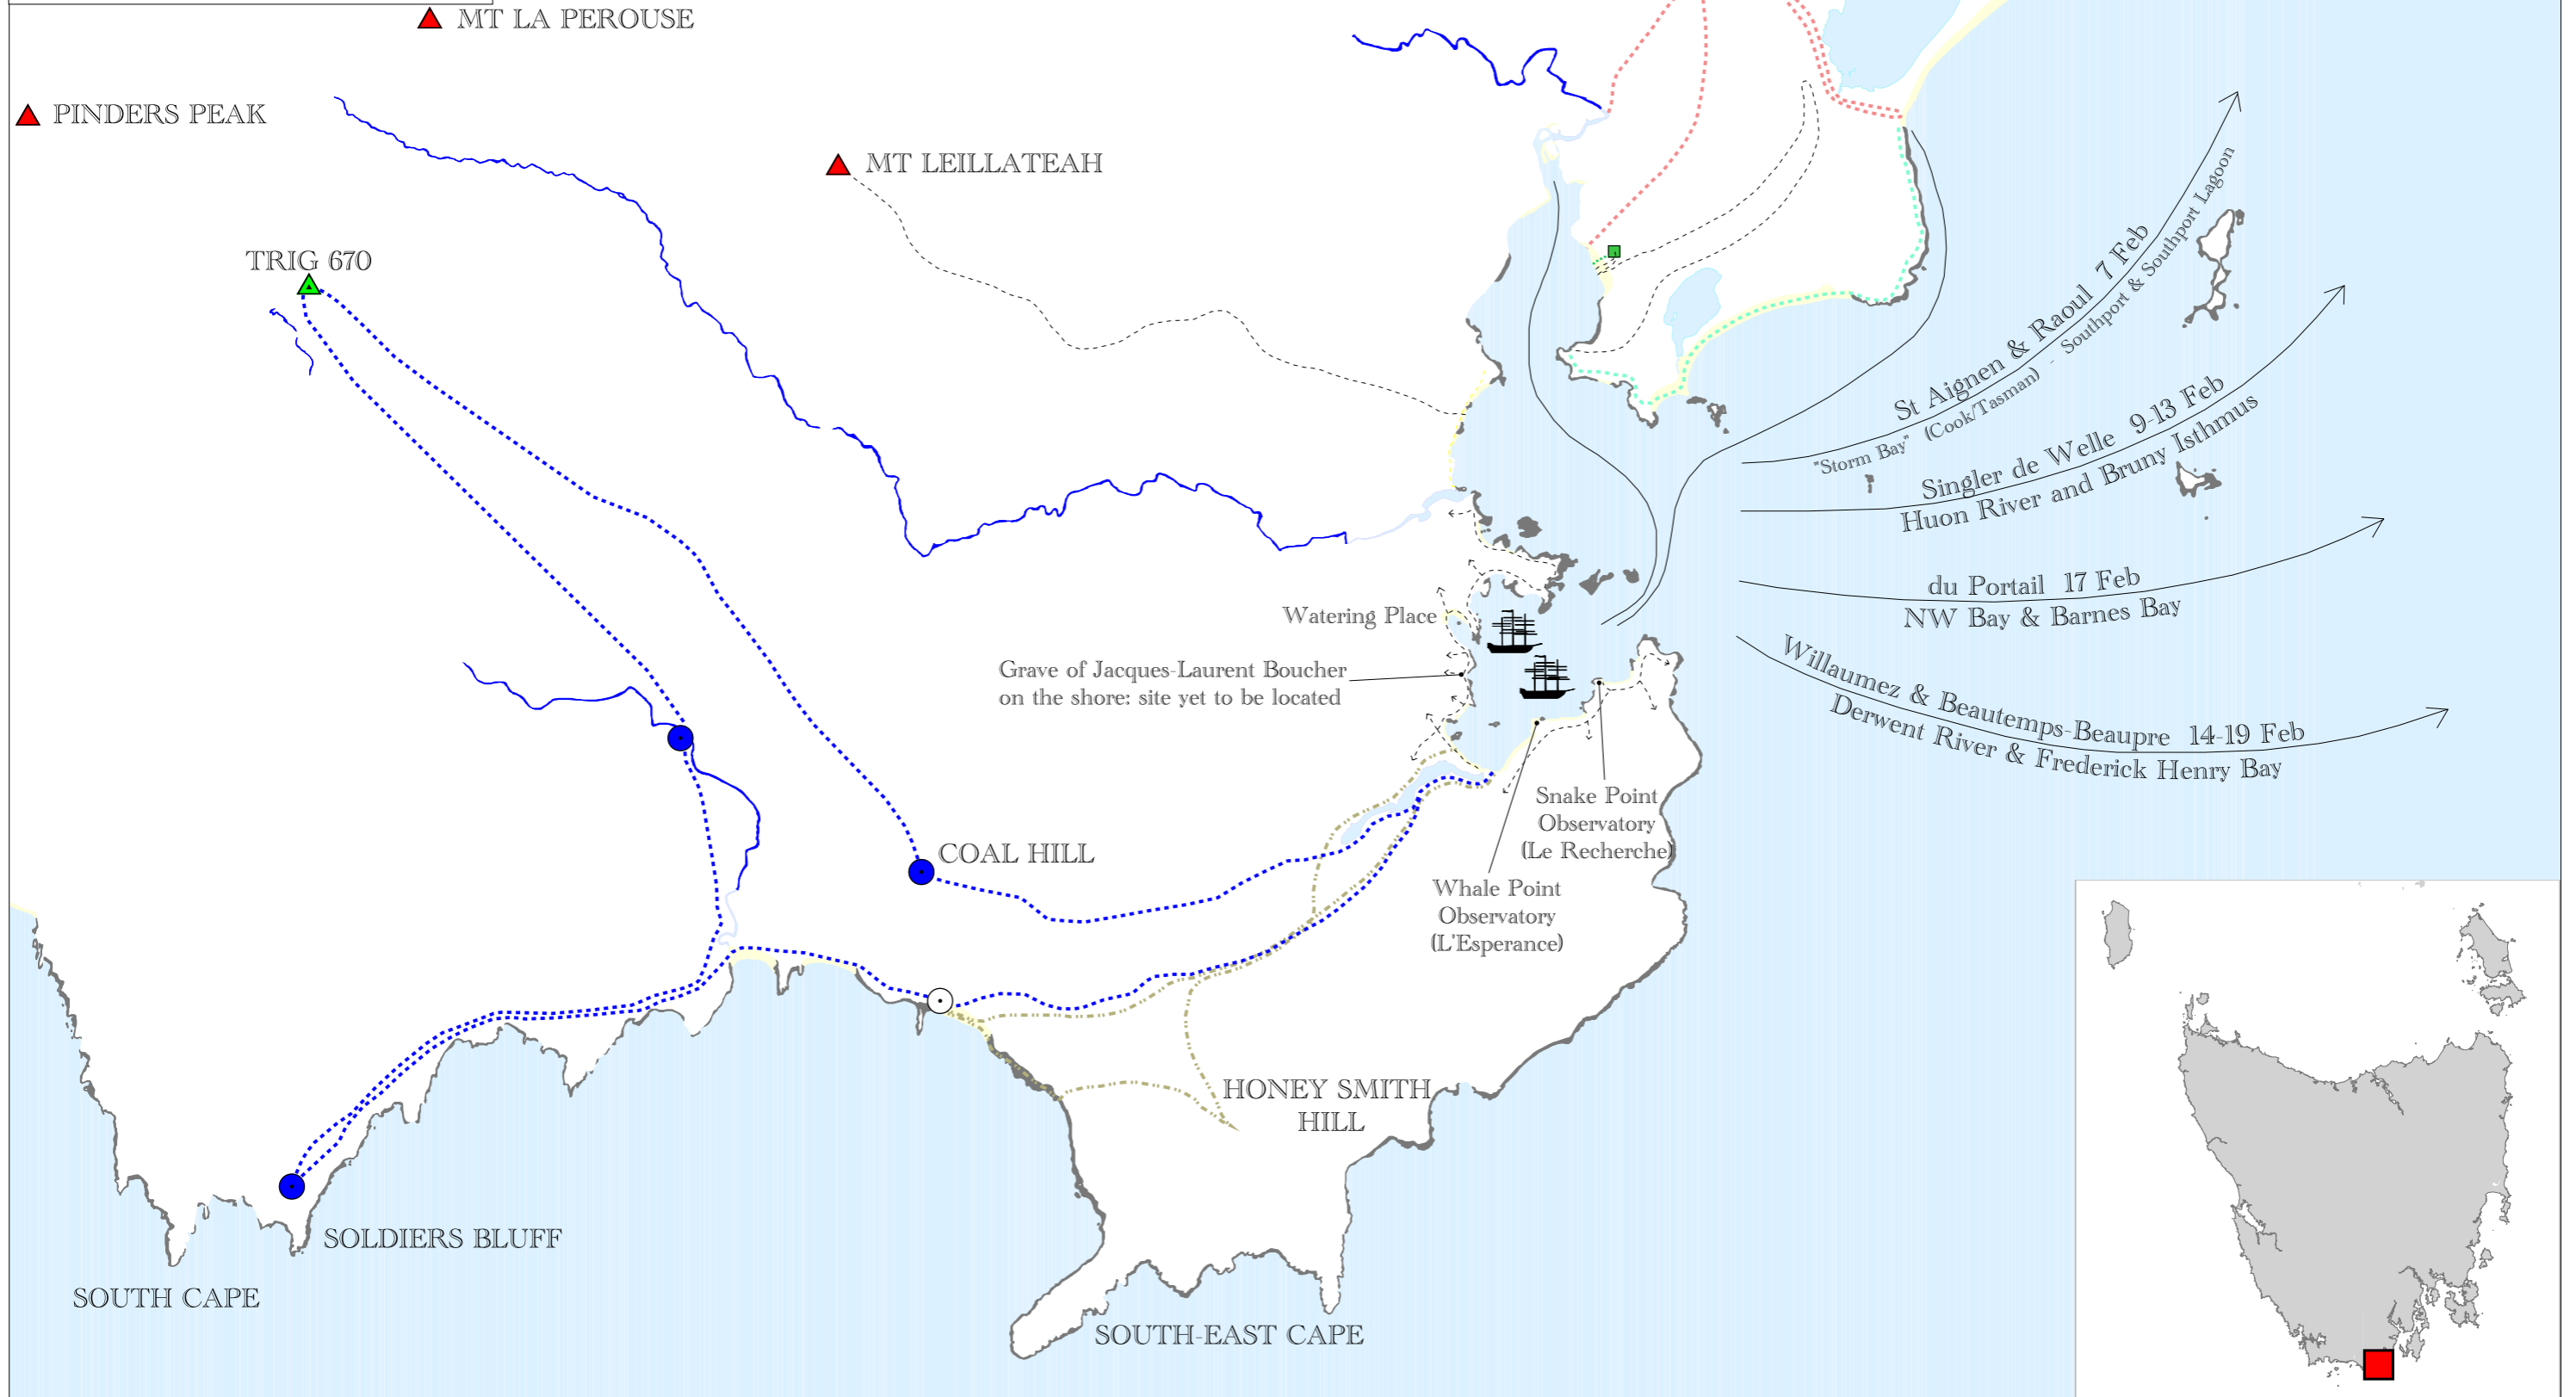 MT LA PEROUSE
PINDERS PEAK
MT LEILLATEAH
TRIG 670
St Aignen & Raoul 7 Feb
"Storm Bay" (Cook/Tasman) - Southport & Southport Lagoon
Singler de Welle 9-13 Feb
Huon River and Bruny Isthmus
du Portail 17 Feb
NW Bay & Barnes Bay
Willaumez & Beautemps-Beaupre 14-19 Feb
Derwent River & Frederick Henry Bay
Watering Place
Grave of Jacques-Laurent Boucher
on the shore: site yet to be located
Snake Point
Observatory
(Le Recherche)
Whale Point
Observatory
(L'Esperance)
COAL HILL
HONEY SMITH
HILL
SOLDIERS BLUFF
SOUTH CAPE
SOUTH-EAST CAPE